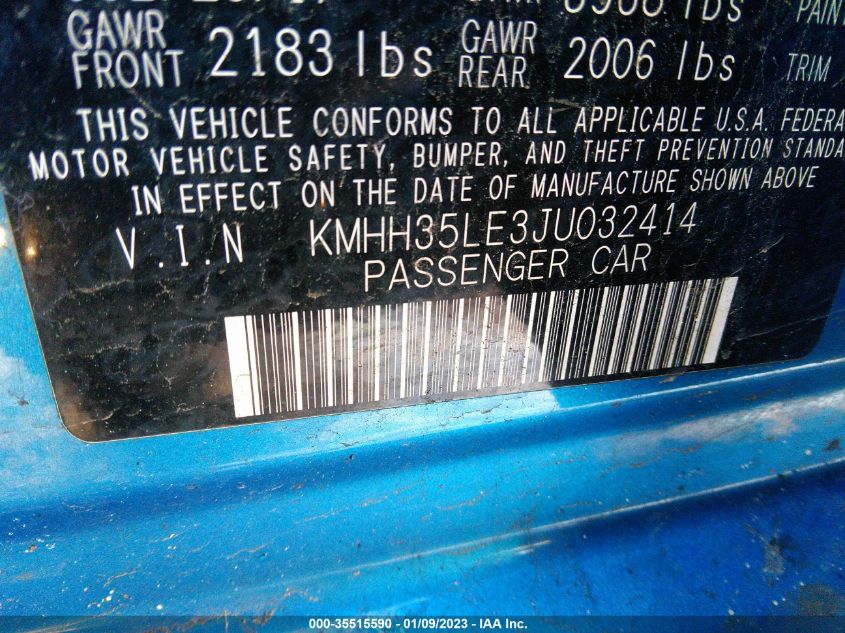 GAWR FRONT 2183 lbs GAWR REAR 2006 lbs TRIM
THIS VEHICLE CONFORMS TO ALL APPLICABLE U.S.A. FEDERA
MOTOR VEHICLE SAFETY, BUMPER, AND THEFT PREVENTION STANDA
IN EFFECT ON THE DATE OF MANUFACTURE SHOWN ABOVE
V.I.N KMHH35LE3JU032414
PASSENGER CAR
000-35515590 - 01/09/2023 - IAA Inc.